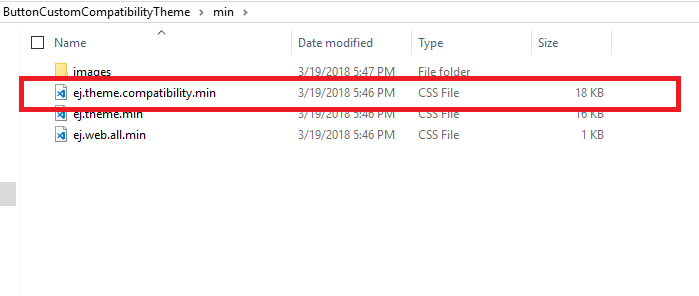 ButtonCustomCompatibilityTheme > min >
Name Date modified Type Size
images 3/19/2018 5:47 PM File folder
ej.theme.compatibility.min 3/19/2018 5:46 PM CSS File 18 KB
ej.theme.min 3/19/2018 5:46 PM CSS File 16 KB
ej.web.all.min 3/19/2018 5:46 PM CSS File 1 KB